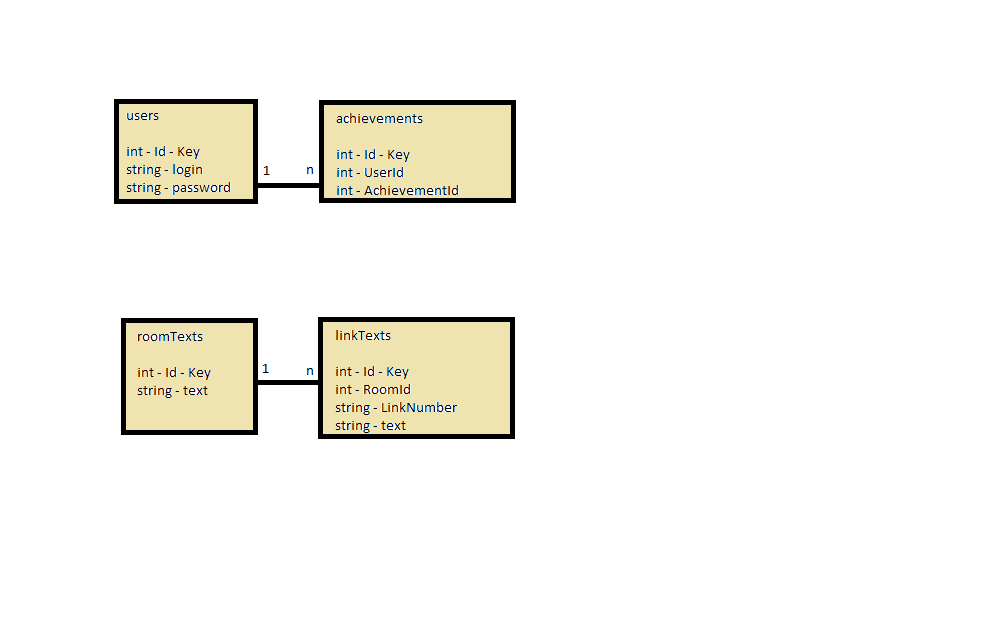 users
int - Id - Key
string - login
string - password
1
n
achievements
int - Id - Key
int - UserId
int - AchievementId
roomTexts
int - Id - Key
string - text
1
n
linkTexts
int - Id - Key
int - RoomId
string - LinkNumber
string - text